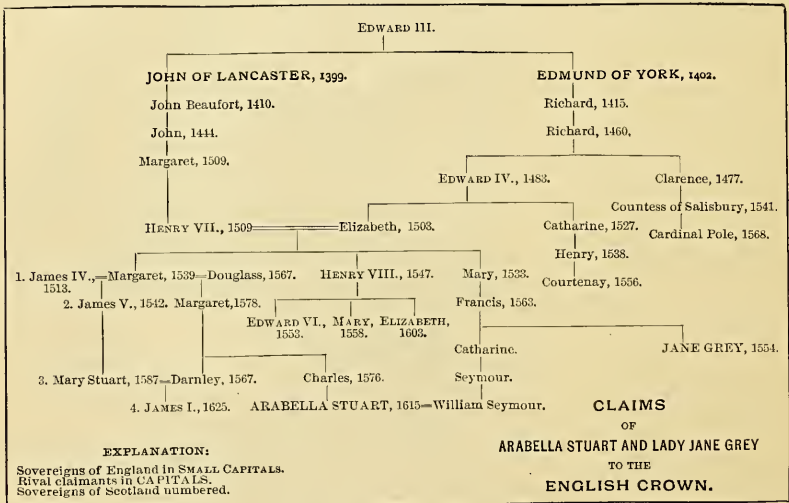 EDWARD III.
JOHN OF LANCASTER, 1399. EDMUND OF YORK, 1402.
John Beaufort, 1410. Richard, 1415.
John, 1444. Richard, 1460.
Margaret, 1509.
EDWARD IV., 1483. Clarence, 1477.
Countess of Salisbury, 1541.
HENRY VII., 1509 Elizabeth, 1503. Catharine, 1527.
Cardinal Pole, 1568.
Henry, 1538.
1. James IV.,=Margaret, 1539=Douglass, 1567. HENRY VIII., 1547. Mary, 1533.
1513.
Courtenay, 1556.
2. James V., 1542. Margaret, 1578. Francis, 1563.
EDWARD VI., MARY, ELIZABETH,
1553. 1558. 1603.
Catharine. JANE GREY, 1554.
3. Mary Stuart, 1587=Darnley, 1567. Charles, 1576. Seymour.
4. JAMES I., 1625. ARABELLA STUART, 1615=William Seymour.
CLAIMS
OF
ARABELLA STUART AND LADY JANE GREY
TO THE
ENGLISH CROWN.
EXPLANATION:
Sovereigns of England in SMALL CAPITALS.
Rival claimants in CAPITALS.
Sovereigns of Scotland numbered.